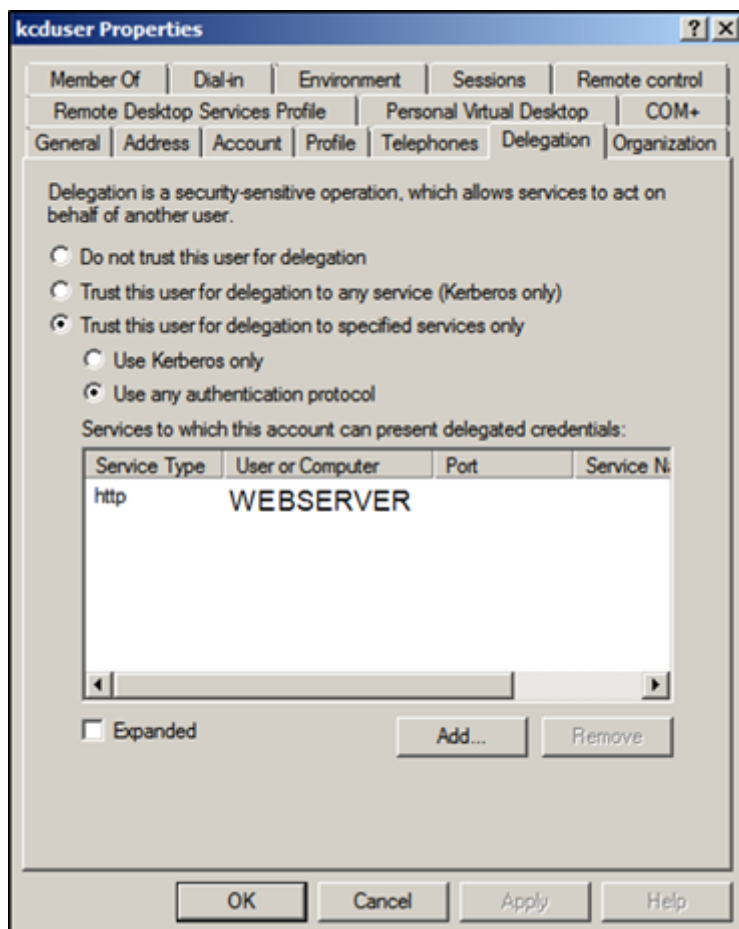 kcduser Properties
Member Of Dial-in Environment Sessions Remote control
Remote Desktop Services Profile Personal Virtual Desktop COM+
General Address Account Profile Telephones Delegation Organization
Delegation is a security-sensitive operation, which allows services to act on
behalf of another user.
Do not trust this user for delegation
Trust this user for delegation to any service (Kerberos only)
Trust this user for delegation to specified services only
Use Kerberos only
Use any authentication protocol
Services to which this account can present delegated credentials:
Service Type User or Computer Port Service Na
http WEBSERVER
Expanded Add... Remove
OK Cancel Apply Help